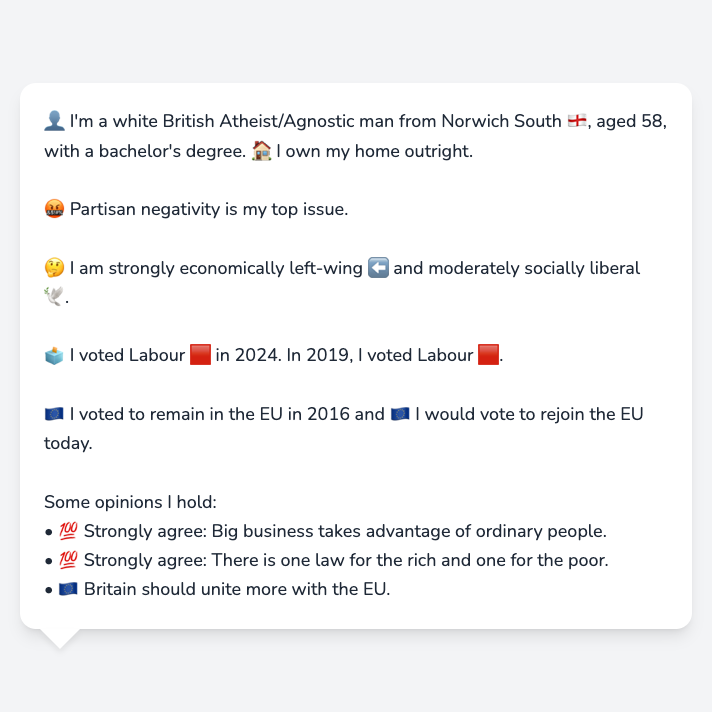 👤 I'm a white British Atheist/Agnostic man from Norwich South 🏴󠁧󠁢󠁥󠁮󠁧󠁿, aged 58,
with a bachelor's degree. 🏠 I own my home outright.
🤬 Partisan negativity is my top issue.
🤔 I am strongly economically left-wing ⬅️ and moderately socially liberal
🕊️.
🗳️ I voted Labour 🟥 in 2024. In 2019, I voted Labour 🟥.
🇪🇺 I voted to remain in the EU in 2016 and 🇪🇺 I would vote to rejoin the EU
today.
Some opinions I hold:
• 💯 Strongly agree: Big business takes advantage of ordinary people.
• 💯 Strongly agree: There is one law for the rich and one for the poor.
• 🇪🇺 Britain should unite more with the EU.